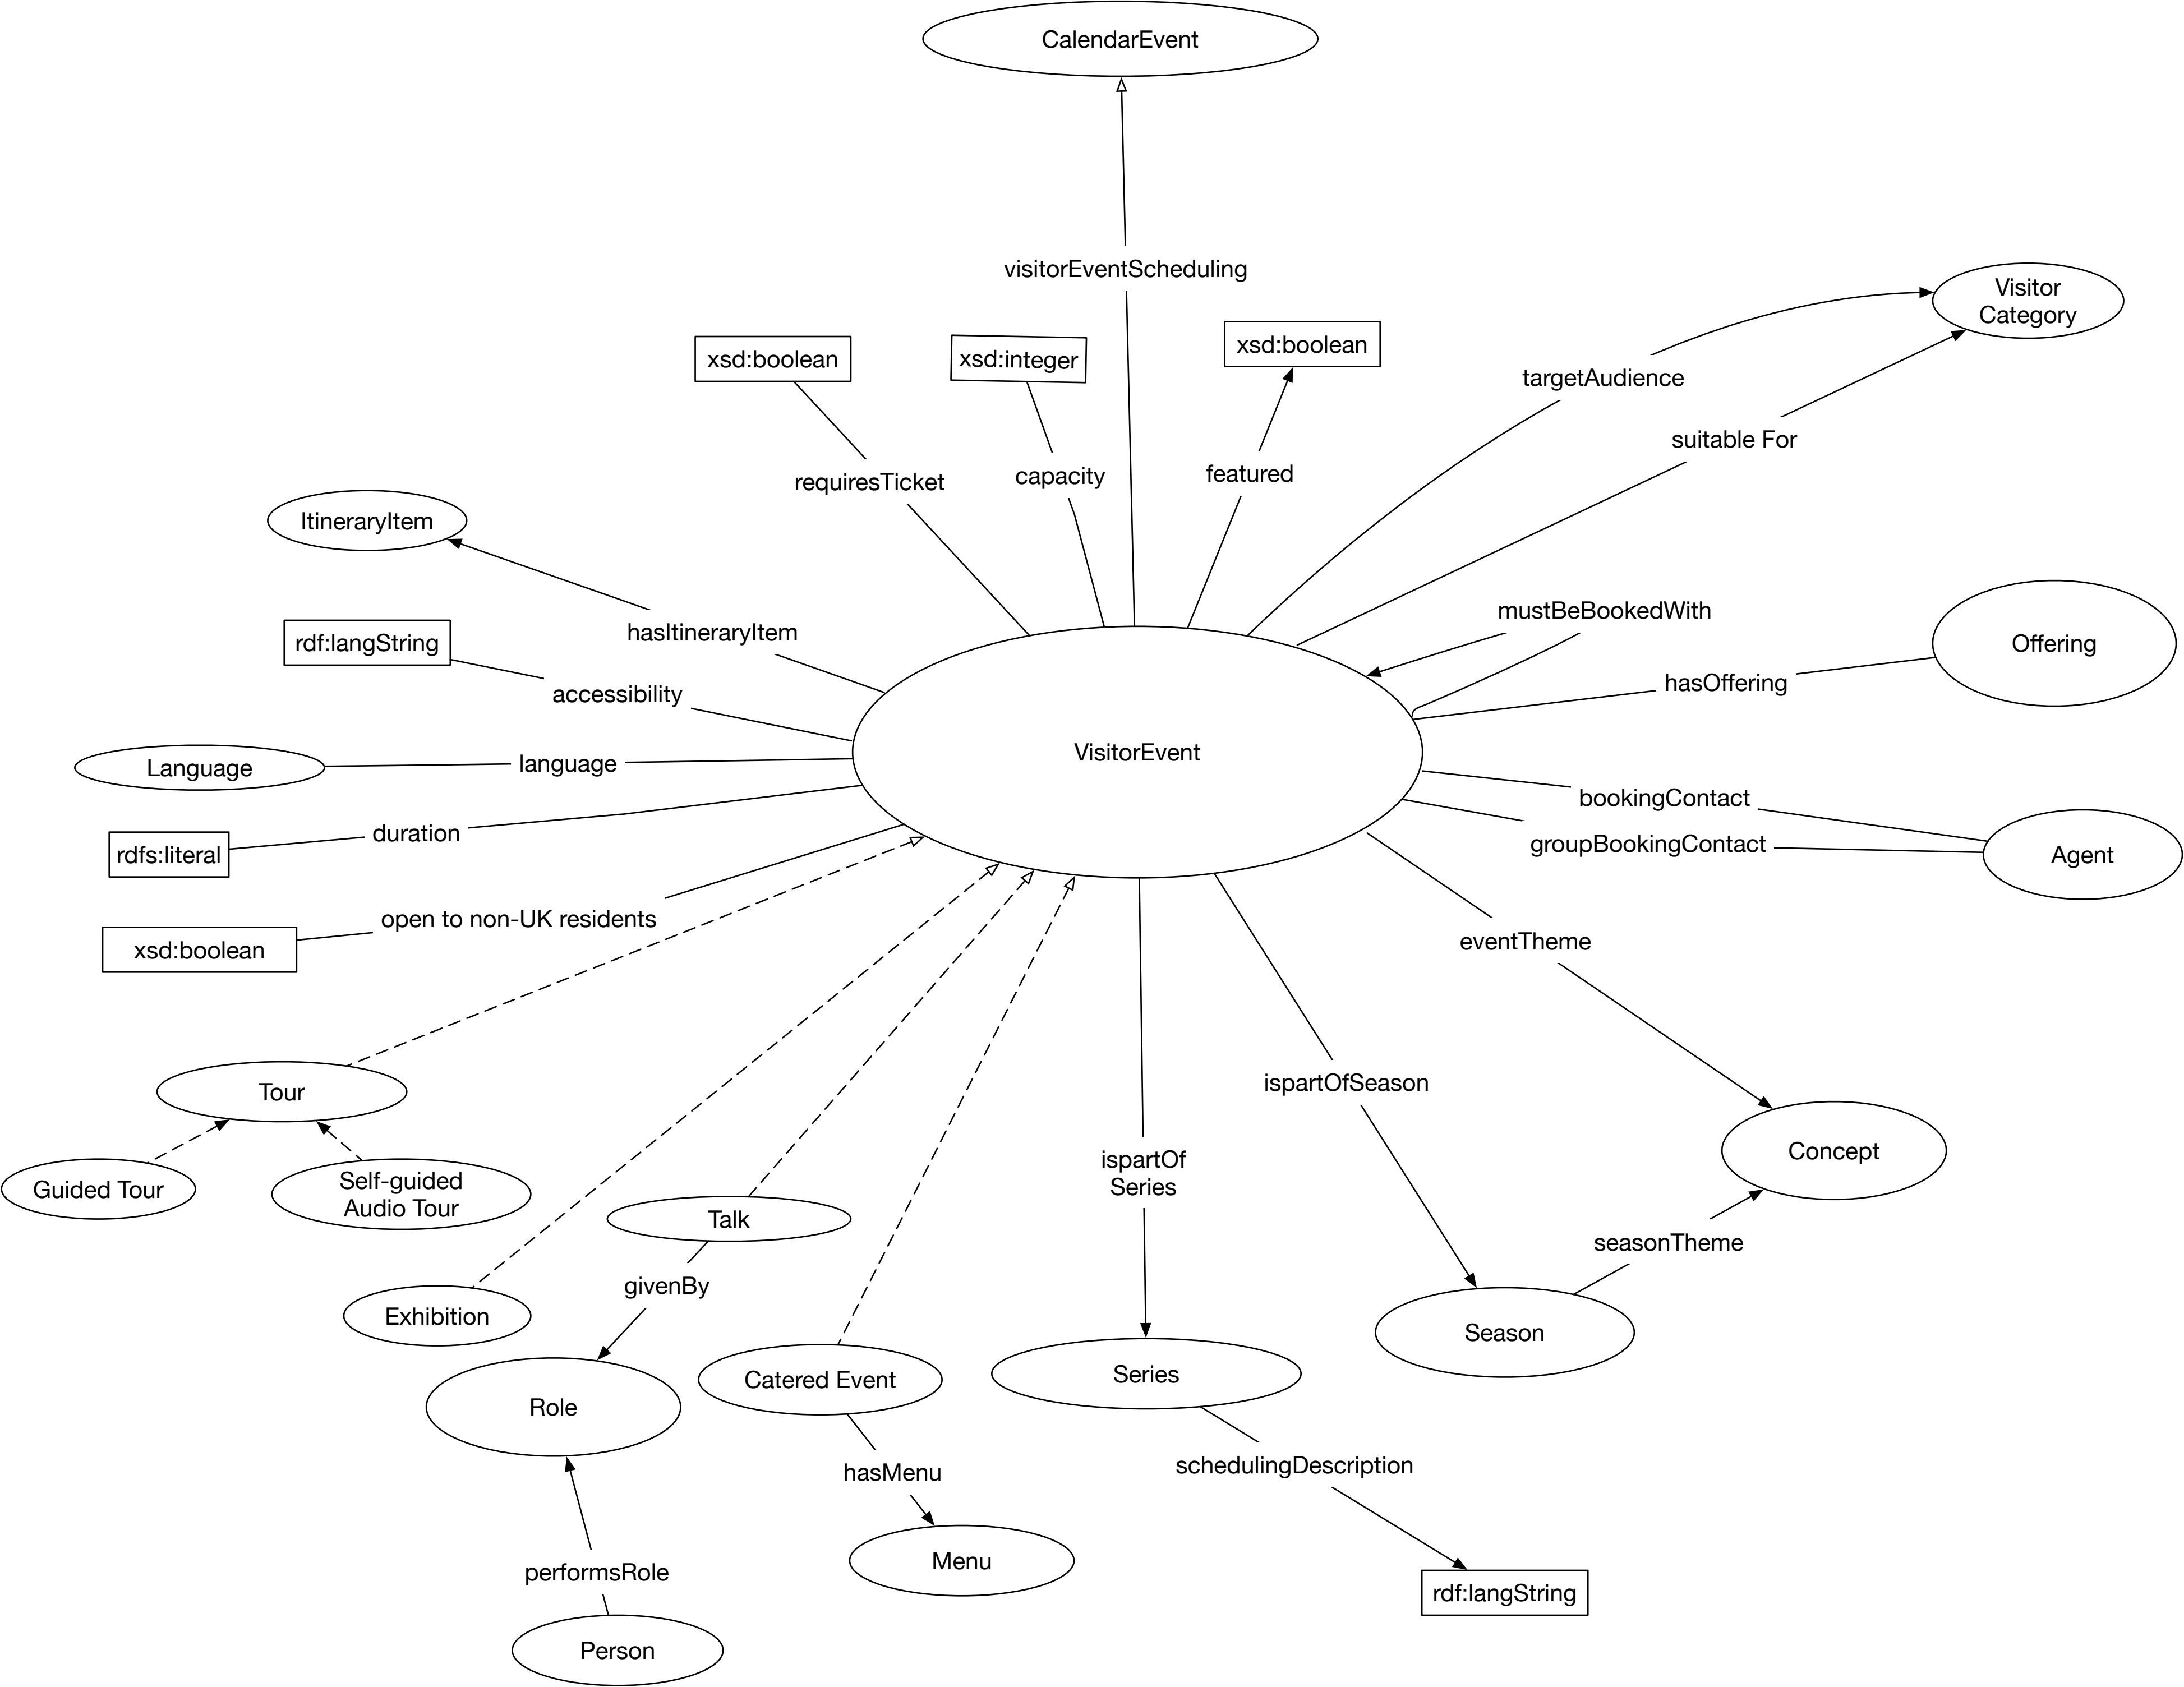 CalendarEvent
visitorEventScheduling
Visitor
Category
xsd:boolean
xsd:integer
xsd:boolean
targetAudience
suitable For
requiresTicket
capacity
featured
ItineraryItem
mustBeBookedWith
hasItineraryItem
rdf:langString
Offering
hasOffering
accessibility
VisitorEvent
Language
language
bookingContact
duration
groupBookingContact
rdfs:literal
Agent
open to non-UK residents
eventTheme
xsd:boolean
Tour
ispartOfSeason
Concept
ispartOf
Series
Guided Tour
Self-guided
Audio Tour
Talk
seasonTheme
givenBy
Exhibition
Season
Role
Catered Event
Series
hasMenu
schedulingDescription
Menu
performsRole
rdf:langString
Person